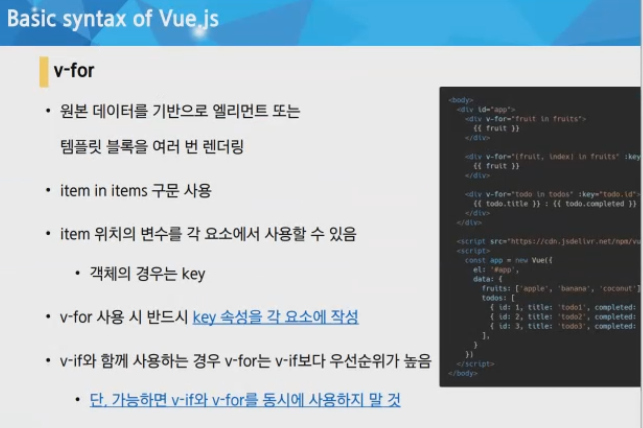 Basic syntax of Vue.js
v-for
• 원본 데이터를 기반으로 엘리먼트 또는
템플릿 블록을 여러 번 렌더링
• item in items 구문 사용
• item 위치의 변수를 각 요소에서 사용할 수 있음
• 객체의 경우는 key
• v-for 사용 시 반드시 key 속성을 각 요소에 작성
• v-if와 함께 사용하는 경우 v-for는 v-if보다 우선순위가 높음
• 단, 가능하면 v-if와 v-for를 동시에 사용하지 말 것
<body>
<div id="app">
<div v-for="fruit in fruits">
{{ fruit }}
</div>
<div v-for="(fruit, index) in fruits" :key
{{ fruit }}
</div>
<div v-for="todo in todos" :key="todo.id">
{{ todo.title }} : {{ todo.completed }}
</div>
</div>
<script src="https://cdn.jsdelivr.net/npm/vu
<script>
const app = new Vue({
el: '#app',
data: {
fruits: ['apple', 'banana', 'coconut']
todos: [
{ id: 1, title: 'todo1', completed:
{ id: 2, title: 'todo2', completed:
{ id: 3, title: 'todo3', completed:
],
}
})
</script>
</body>